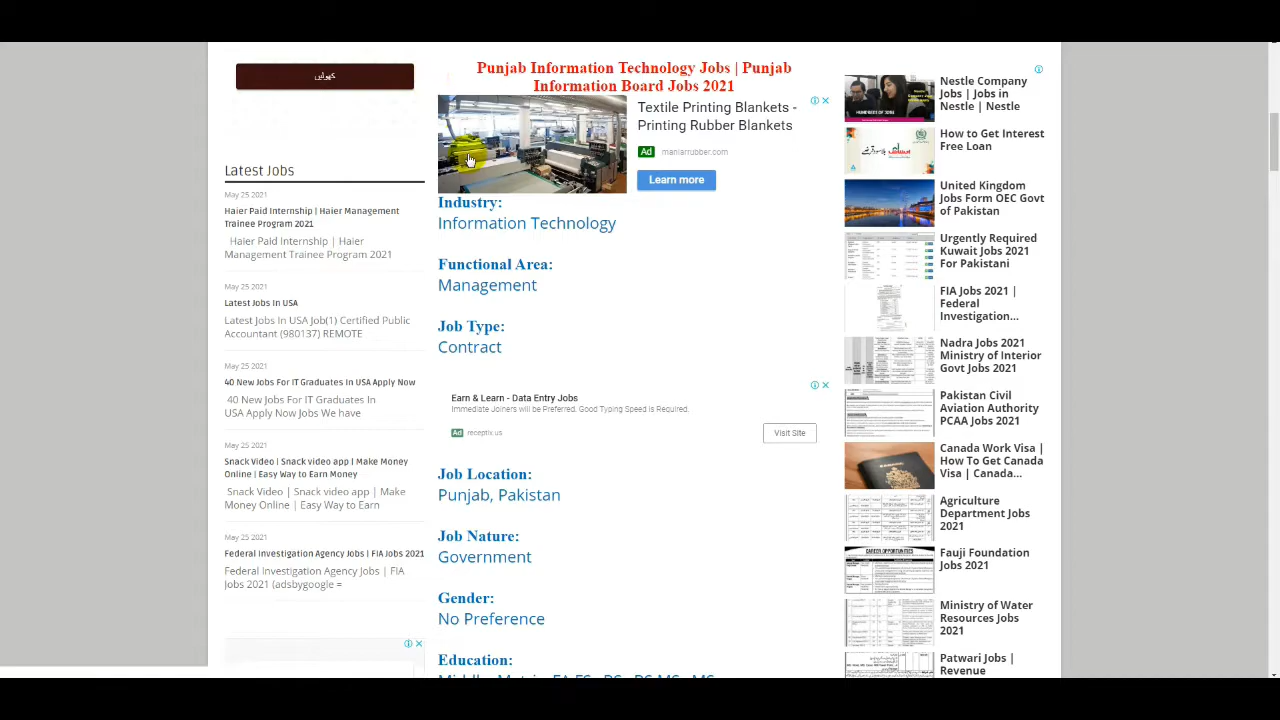 کھولیں
Latest Jobs
May 25 2021
Haier Paid Internship | Haier Management
Trainee Program 2021
Haier Paid Internship | Haier
Management Trainee Program 2021
May 25 2021
Latest Jobs In USA
Latest Jobs In USA Job(1) Certified Public
Accountant (980137) REMOTE
May 25 2021
40 New Jobs For IT Graduates In USA Apply Now
40 New Jobs For IT Graduates In
USA Apply Now Jobs We have
May 25 2021
Snack Video | Snack video app | Make Money
Online | Easy Way to Earn Money
Snack Video | Snack video app | Make
Money Online | Easy Way to Earn
May 25 2021
Federal Investigation Agency Jobs | FIA Jobs 2021
Federal Investigation Agency Jobs | FIA
Jobs 2021 (adsbygoogle =
Punjab Information Technology Jobs | Punjab
Information Board Jobs 2021
Textile Printing Blankets -
Printing Rubber Blankets
Ad maniarrubber.com
Learn more
Industry:
Information Technology
Functional Area:
Management
Job Type:
Contract
Earn & Learn - Data Entry Jobs
Immediate Joiners will be Preferred. Good Typing Speed is Required.
Ad receptix.us
Visit Site
Job Location:
Punjab, Pakistan
Job Nature:
Government
Gender:
No Preference
Education:
Nestle Company
Jobs | Jobs in
Nestle | Nestle
How to Get Interest
Free Loan
United Kingdom
Jobs Form OEC Govt
of Pakistan
Urgently Required
Kuwait Jobs 2021
For Pakistani
FIA Jobs 2021 |
Federal
Investigation...
Nadra Jobs 2021
Ministry of Interior
Govt Jobs 2021
Pakistan Civil
Aviation Authority
PCAA Jobs 2021
Canada Work Visa |
How To Get Canada
Visa | Canada...
Agriculture
Department Jobs
2021
CAREER OPPORTUNITIES
Fauji Foundation
Jobs 2021
Ministry of Water
Resources Jobs
2021
Patwari Jobs |
Revenue